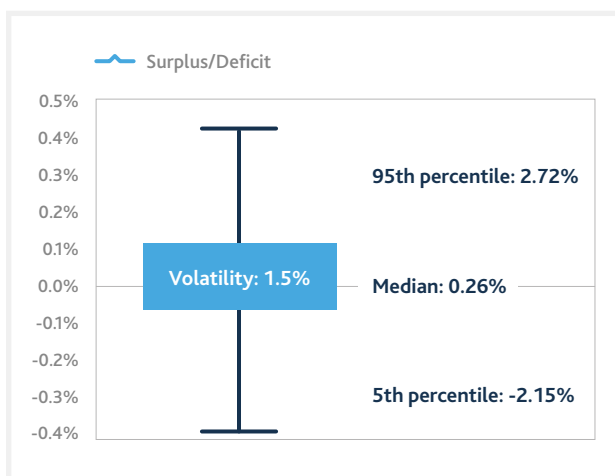 Surplus/Deficit
0.5%
0.4%
0.3%
95th percentile: 2.72%
0.2%
0.1%
Volatility: 1.5%
0.0%
Median: 0.26%
-0.1%
-0.2%
-0.3%
5th percentile: -2.15%
-0.4%